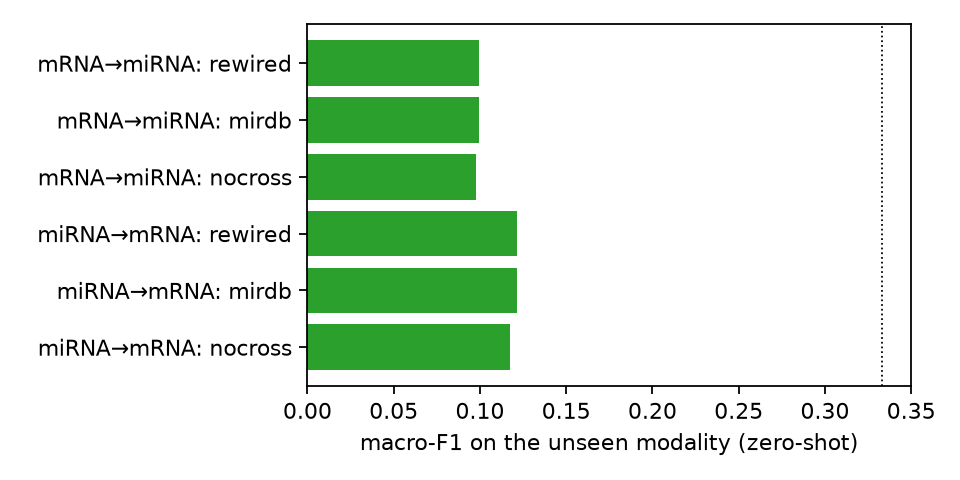 mRNA→miRNA: rewired
mRNA→miRNA: mirdb
mRNA→miRNA: nocross
miRNA→mRNA: rewired
miRNA→mRNA: mirdb
miRNA→mRNA: nocross
0.00 0.05 0.10 0.15 0.20 0.25 0.30 0.35
macro-F1 on the unseen modality (zero-shot)